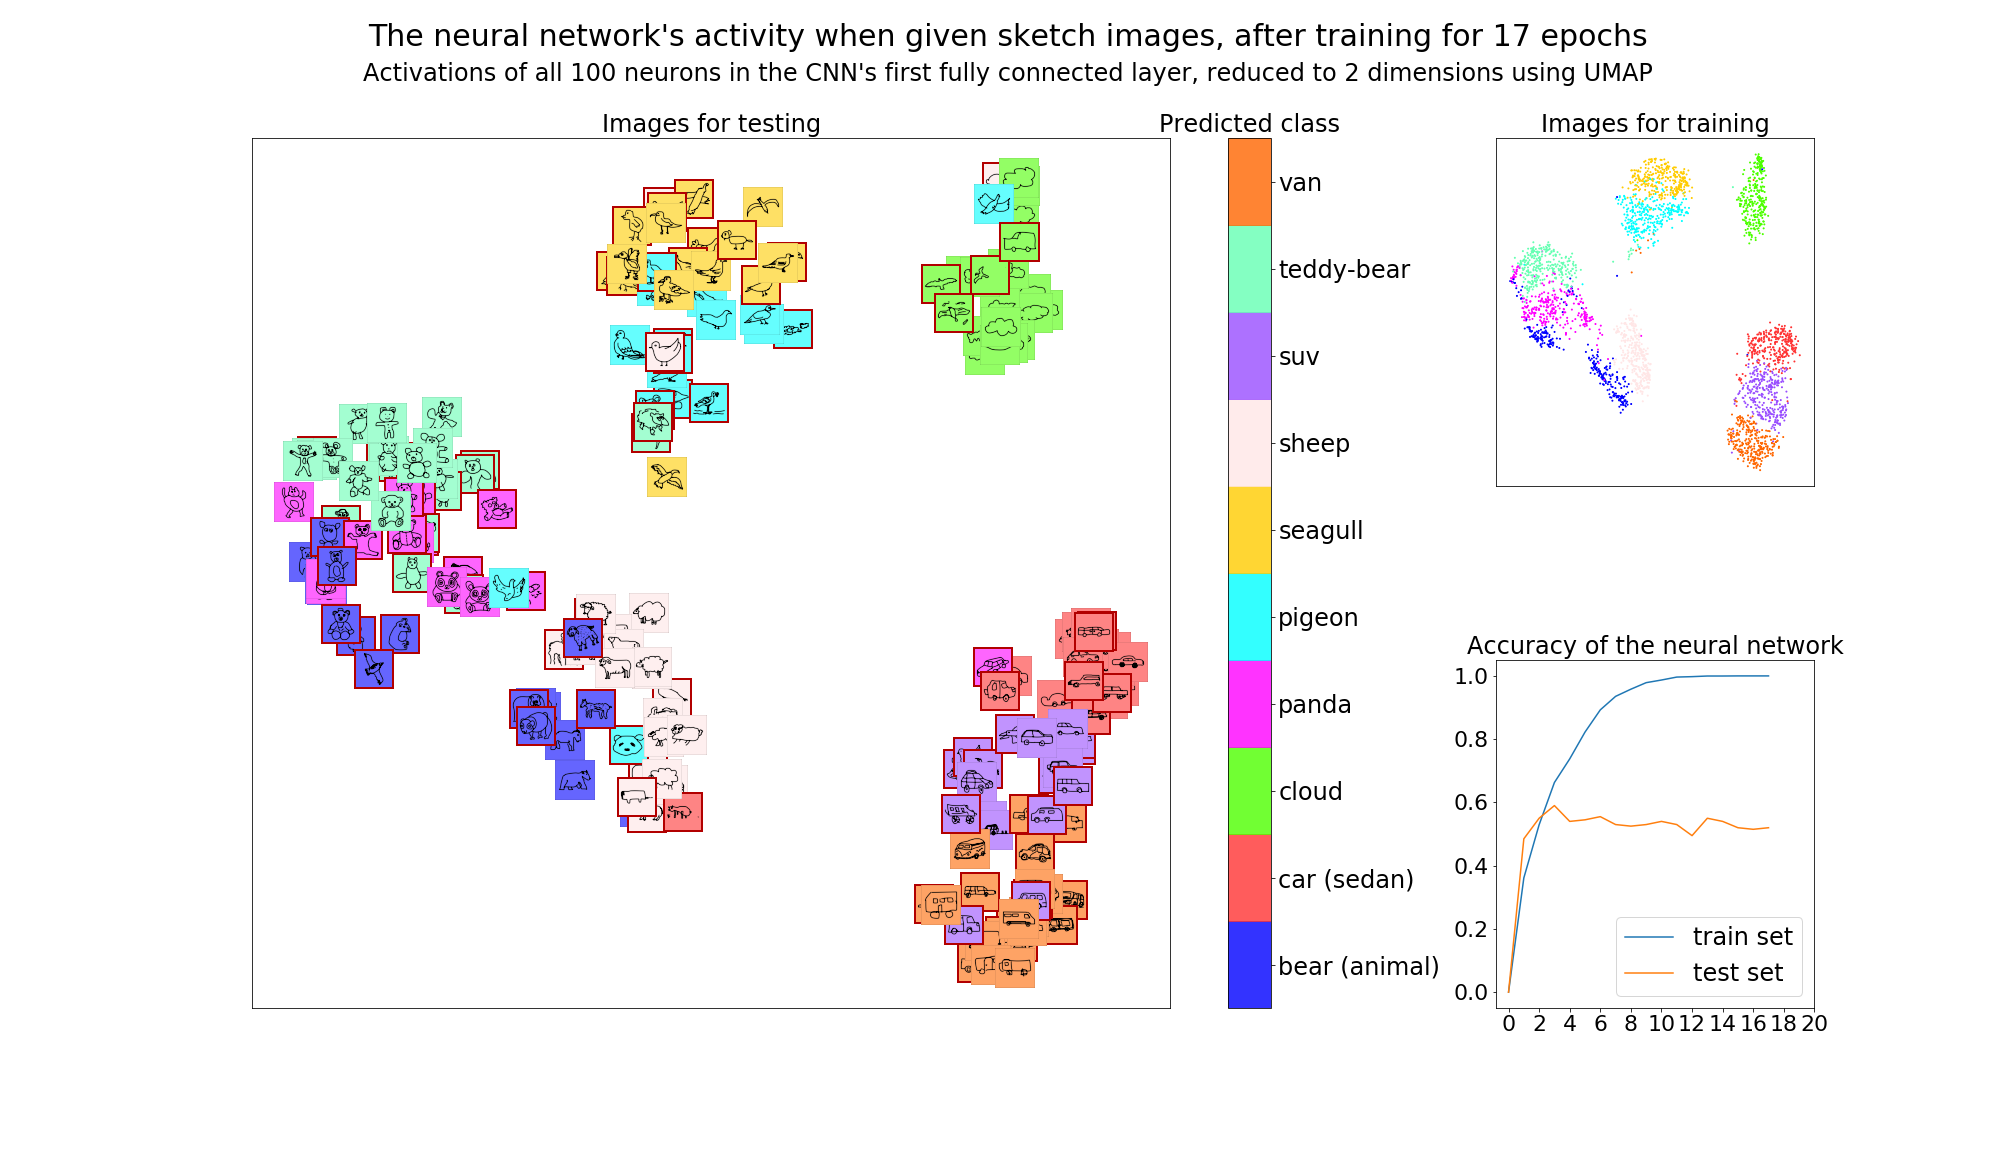 The neural network's activity when given sketch images, after training for 17 epochs
Activations of all 100 neurons in the CNN's first fully connected layer, reduced to 2 dimensions using UMAP
Images for testing
Predicted class
van
teddy-bear
suv
sheep
seagull
pigeon
panda
cloud
car (sedan)
bear (animal)
Images for training
Accuracy of the neural network
1.0
0.8
0.6
0.4
0.2
0.0
train set
test set
0 2 4 6 8 10 12 14 16 18 20